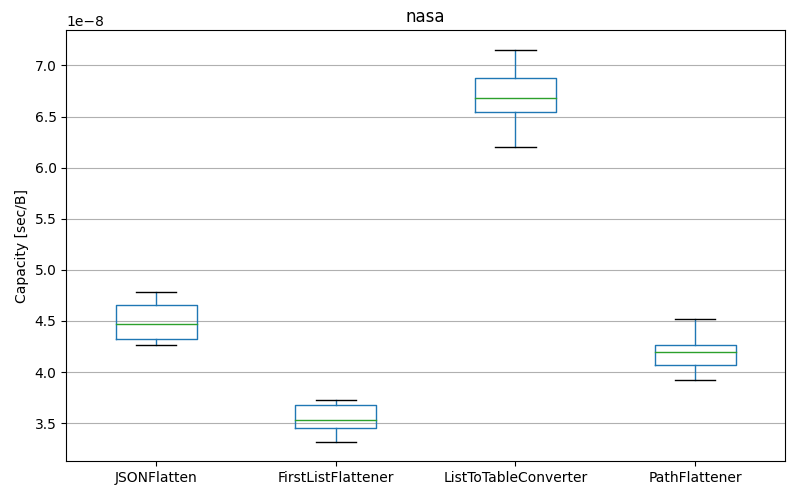 nasa
1e−8
Capacity [sec/B]
7.0
6.5
6.0
5.5
5.0
4.5
4.0
3.5
JSONFlatten FirstListFlattener ListToTableConverter PathFlattener